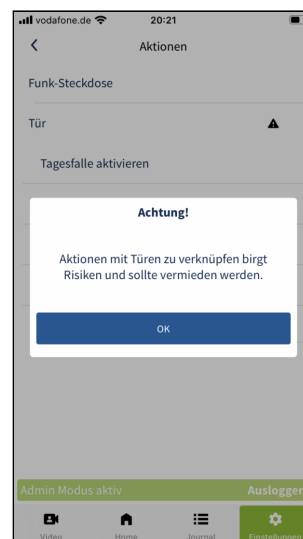 vodafone.de 20:21
Aktionen
Funk-Steckdose
Tür
Tagesfalle aktivieren
Achtung!
Aktionen mit Türen zu verknüpfen birgt
Risiken und sollte vermieden werden.
OK
Admin Modus aktiv Ausloggen
Video Home Journal Einstellungen